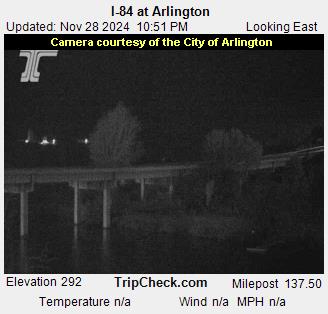 I-84 at Arlington
Updated: Nov 28 2024 10:51 PM Looking East
Camera courtesy of the City of Arlington
Elevation 292 TripCheck.com Milepost 137.50
Temperature n/a Wind n/a MPH n/a